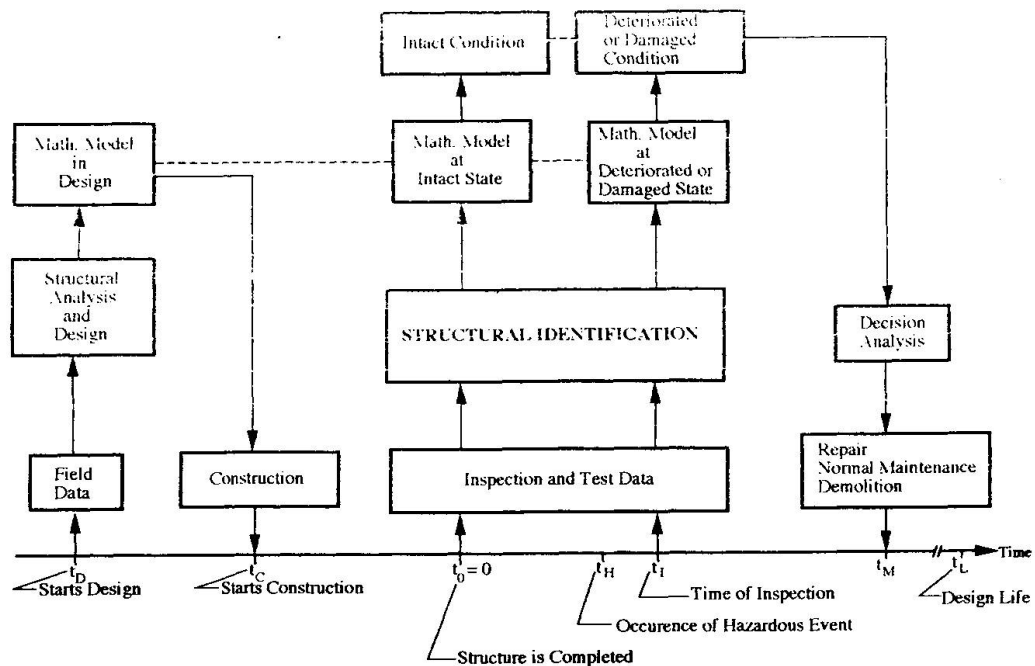 Intact Condition
Deteriorated
or Damaged
Condition
Math. Model
in
Design
Math. Model
at
Intact State
Math. Model
at
Deteriorated or
Damaged State
Structural
Analysis
and
Design
STRUCTURAL IDENTIFICATION
Decision
Analysis
Field
Data
Construction
Inspection and Test Data
Repair
Normal Maintenance
Demolition
Time
t_D
t_C
t_0 = 0
t_H
t_I
t_M
t_L
Starts Design
Starts Construction
Time of Inspection
Design Life
Occurence of Hazardous Event
Structure is Completed